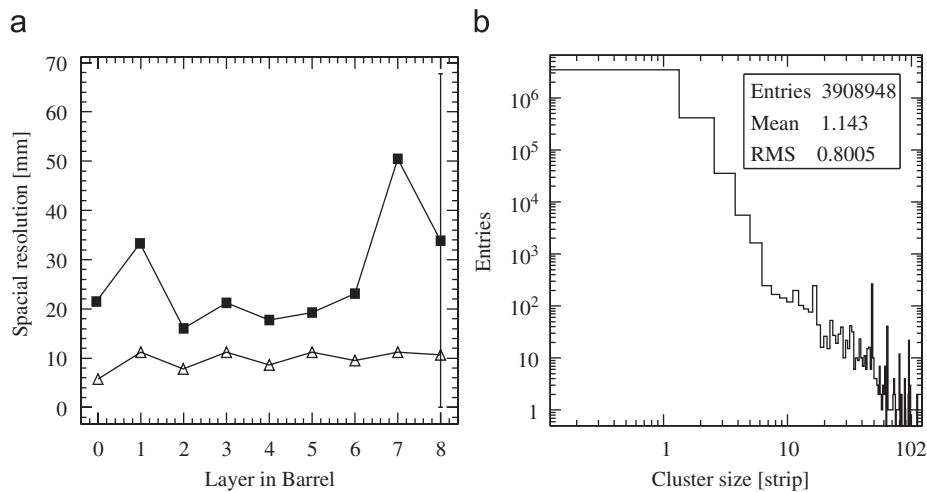 a
70
60
50
40
30
20
10
0
Spacial resolution [mm]
0 1 2 3 4 5 6 7 8
Layer in Barrel
b
Entries 3908948
Mean 1.143
RMS 0.8005
10^6
10^5
10^4
10^3
10^2
10
1
Entries
1 10 102
Cluster size [strip]